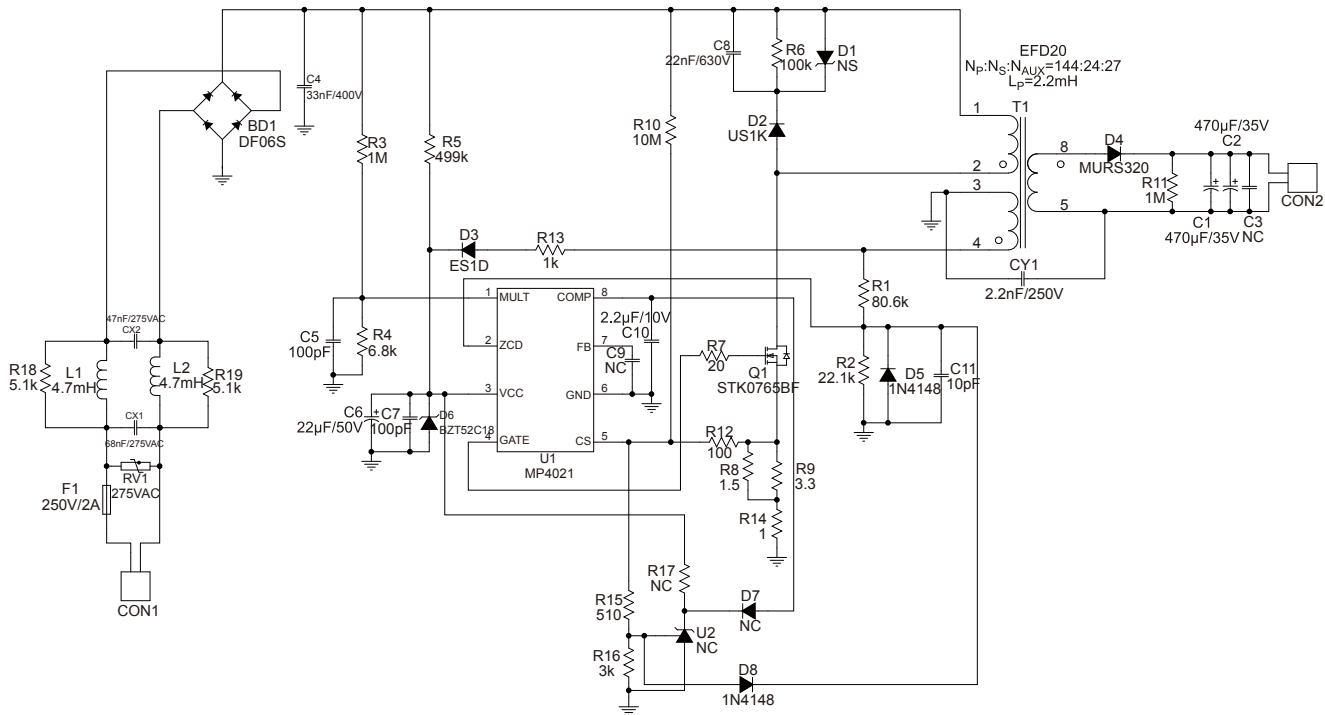 C8
22nF/630V
R6
100k
D1
NS
EFD20
NP:NS:NAUX=144:24:27
LP=2.2mH
T1
C4
33nF/400V
BD1
DF06S
R3
1M
R5
499k
R10
10M
D2
US1K
1
2
3
4
8
5
D4
MURS320
R11
1M
470µF/35V
C2
C1
470µF/35V
C3
NC
CON2
D3
ES1D
R13
1k
CY1
2.2nF/250V
R1
80.6k
1
MULT
COMP
8
2
ZCD
FB
7
3
VCC
GND
6
4
GATE
CS
5
U1
MP4021
2.2µF/10V
C10
C9
NC
C5
100pF
R4
6.8k
R7
20
Q1
STK0765BF
R2
22.1k
D5
1N4148
C11
10pF
47nF/275VAC
CX2
R18
5.1k
L1
4.7mH
L2
4.7mH
R19
5.1k
CX1
68nF/275VAC
RV1
275VAC
F1
250V/2A
CON1
C6
22µF/50V
C7
100pF
D6
BZT52C18
R12
100
R8
1.5
R9
3.3
R14
1
R17
NC
D7
NC
R15
510
U2
NC
R16
3k
D8
1N4148